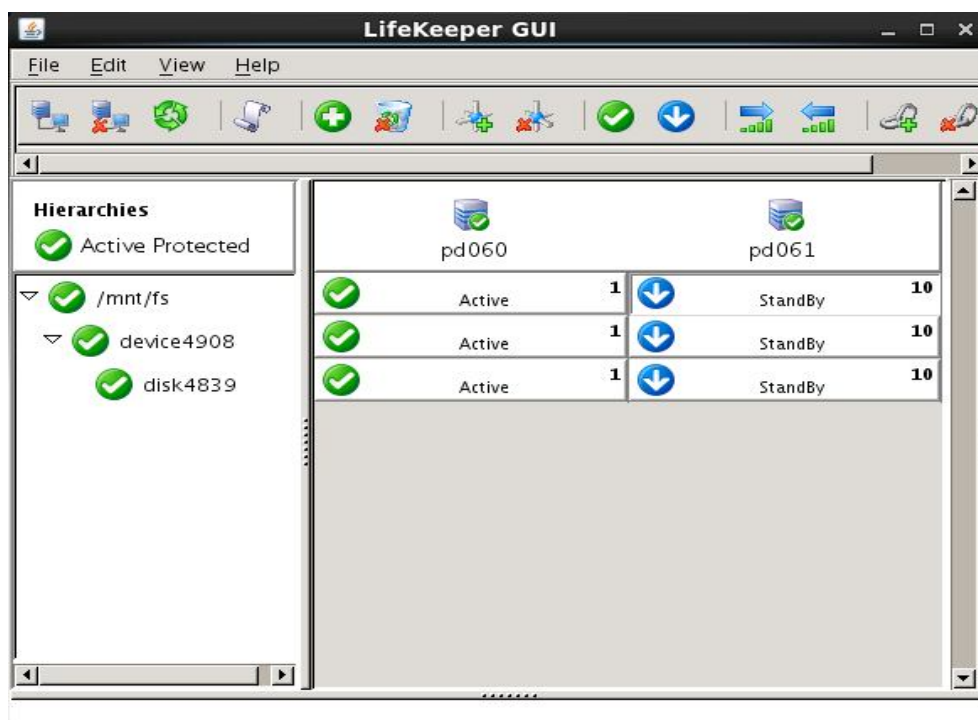 LifeKeeper GUI
File Edit View Help
Hierarchies
Active Protected
pd060 pd061
/mnt/fs Active 1 StandBy 10
device4908 Active 1 StandBy 10
disk4839 Active 1 StandBy 10